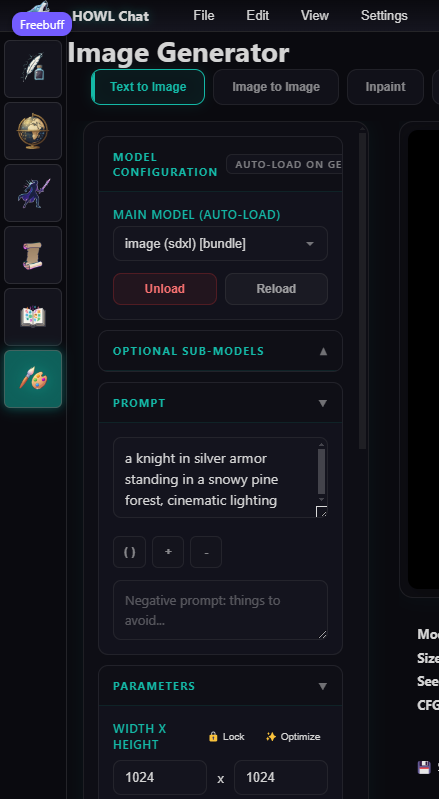 HOWL Chat File Edit View Settings
Freebuff
Image Generator
Text to Image Image to Image Inpaint
MODEL CONFIGURATION AUTO-LOAD ON GE
MAIN MODEL (AUTO-LOAD)
image (sdxl) [bundle]
Unload Reload
OPTIONAL SUB-MODELS ▲
PROMPT ▼
a knight in silver armor
standing in a snowy pine
forest, cinematic lighting
( ) + -
Negative prompt: things to
avoid...
PARAMETERS ▼
WIDTH X HEIGHT 🔒 Lock ✨ Optimize
1024 x 1024
Size
See
CFG